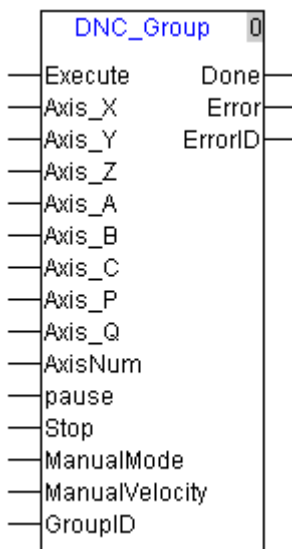 DNC_Group 0
Execute Done
Axis_X Error
Axis_Y ErrorID
Axis_Z
Axis_A
Axis_B
Axis_C
Axis_P
Axis_Q
AxisNum
pause
Stop
ManualMode
ManualVelocity
GroupID